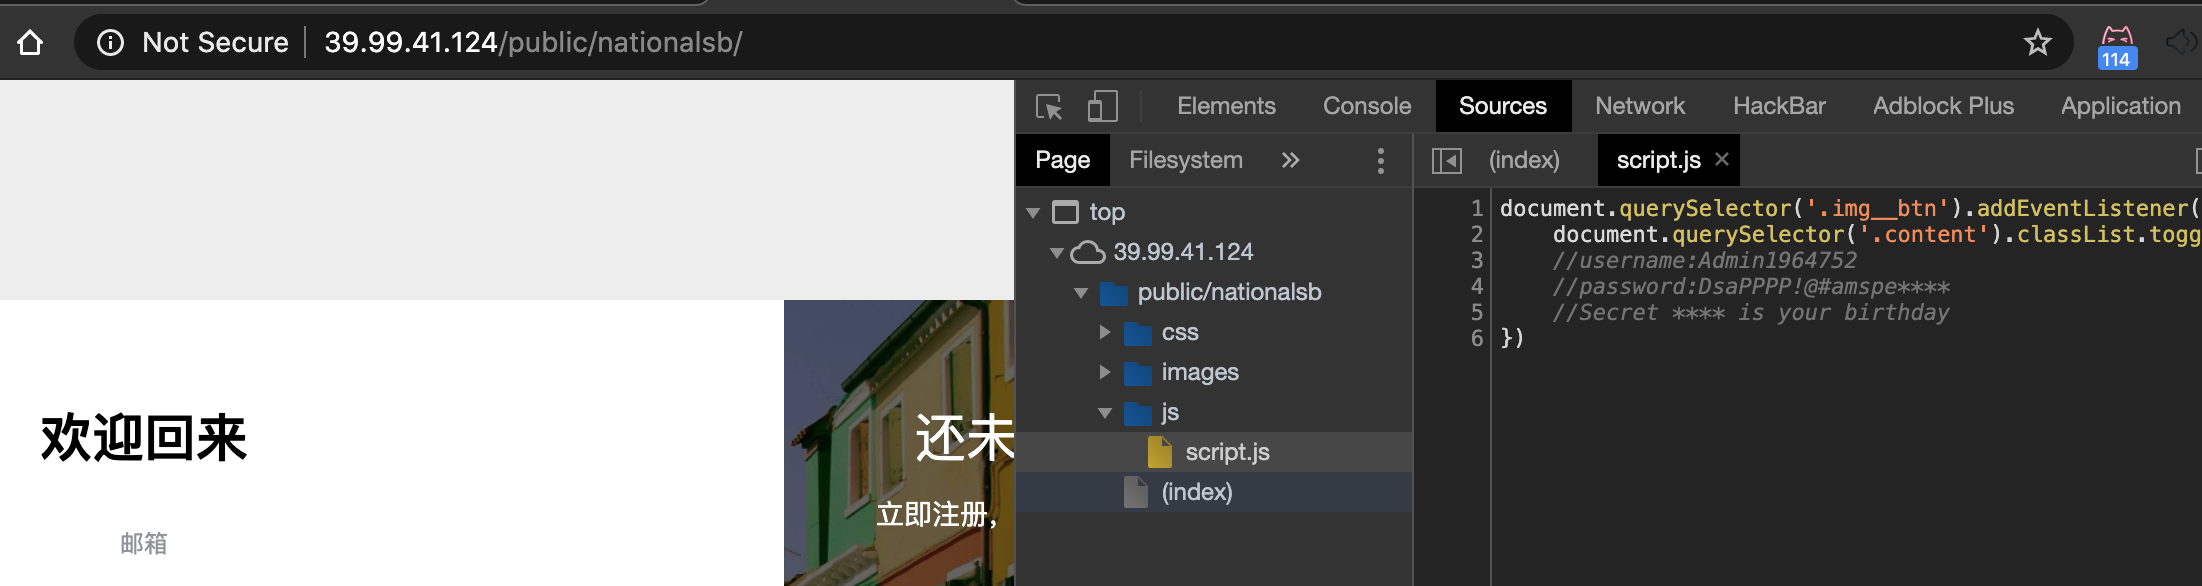 Not Secure 39.99.41.124/public/nationalsb/
114
Elements Console Sources Network HackBar Adblock Plus Application
Page Filesystem » (index) script.js ×
top
39.99.41.124
public/nationalsb
css
images
js
script.js
(index)
1 document.querySelector('.img__btn').addEventListener(
2 document.querySelector('.content').classList.togg
3 //username:Admin1964752
4 //password:DsaPPPP!@#amspe****
5 //Secret **** is your birthday
6 })
欢迎回来
邮箱
还未
立即注册，